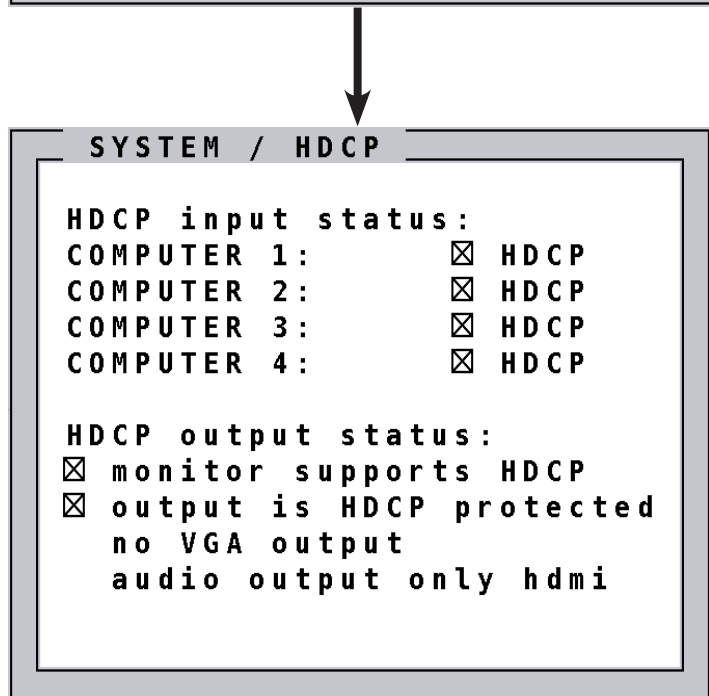 SYSTEM / HDCP
HDCP input status:
COMPUTER 1: ☒ HDCP
COMPUTER 2: ☒ HDCP
COMPUTER 3: ☒ HDCP
COMPUTER 4: ☒ HDCP
HDCP output status:
☒ monitor supports HDCP
☒ output is HDCP protected
no VGA output
audio output only hdmi